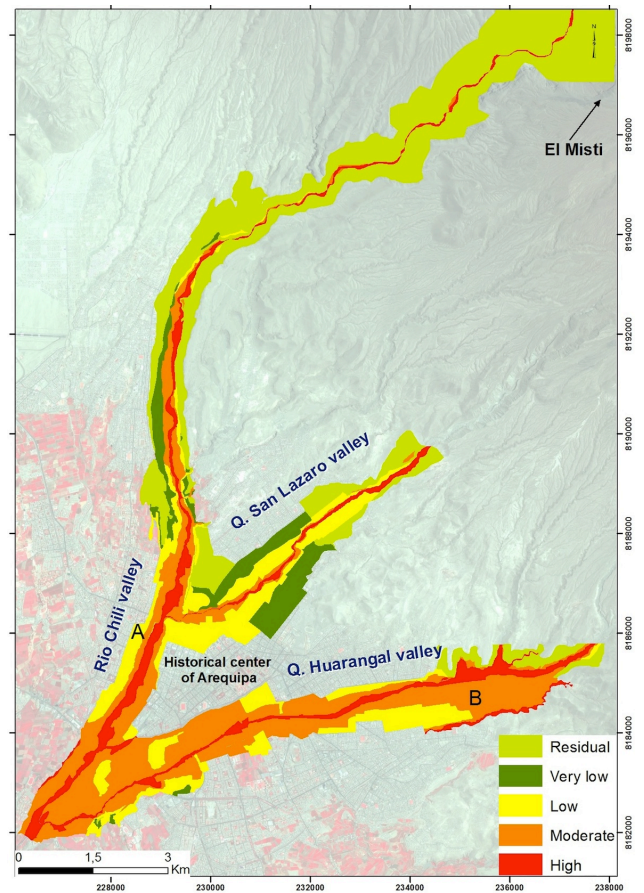 8198000
N
El Misti
8196000
8194000
8192000
8190000
Q. San Lazaro valley
8188000
Rio Chili valley
A
8186000
Historical center
of Arequipa
Q. Huarangal valley
B
8184000
Residual
Very low
Low
Moderate
High
8182000
0 1,5 3
Km
228000 230000 232000 234000 236000 238000